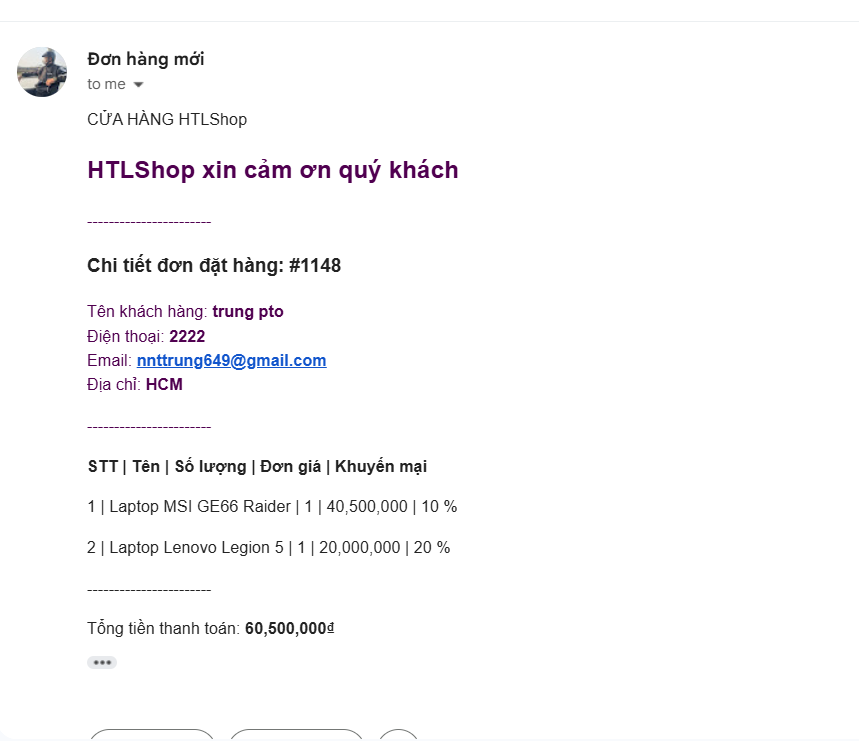 Đơn hàng mới
to me
CỬA HÀNG HTLShop
HTLShop xin cảm ơn quý khách
-----------------------
Chi tiết đơn đặt hàng: #1148
Tên khách hàng: trung pto
Điện thoại: 2222
Email: nnttrung649@gmail.com
Địa chỉ: HCM
-----------------------
STT | Tên | Số lượng | Đơn giá | Khuyến mại
1 | Laptop MSI GE66 Raider | 1 | 40,500,000 | 10 %
2 | Laptop Lenovo Legion 5 | 1 | 20,000,000 | 20 %
-----------------------
Tổng tiền thanh toán: 60,500,000₫